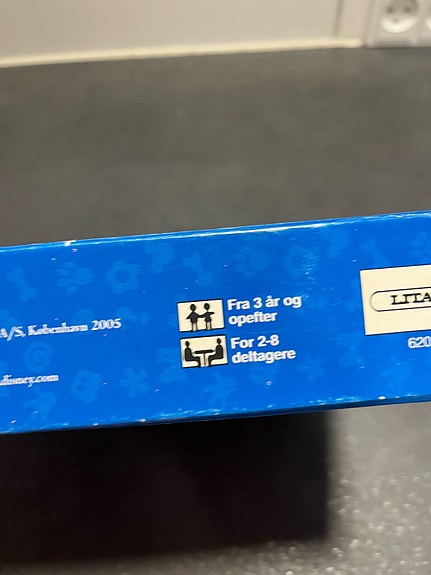 A/S, København 2005
.disney.com
Fra 3 år og
opefter
For 2-8
deltagere
LITA
620